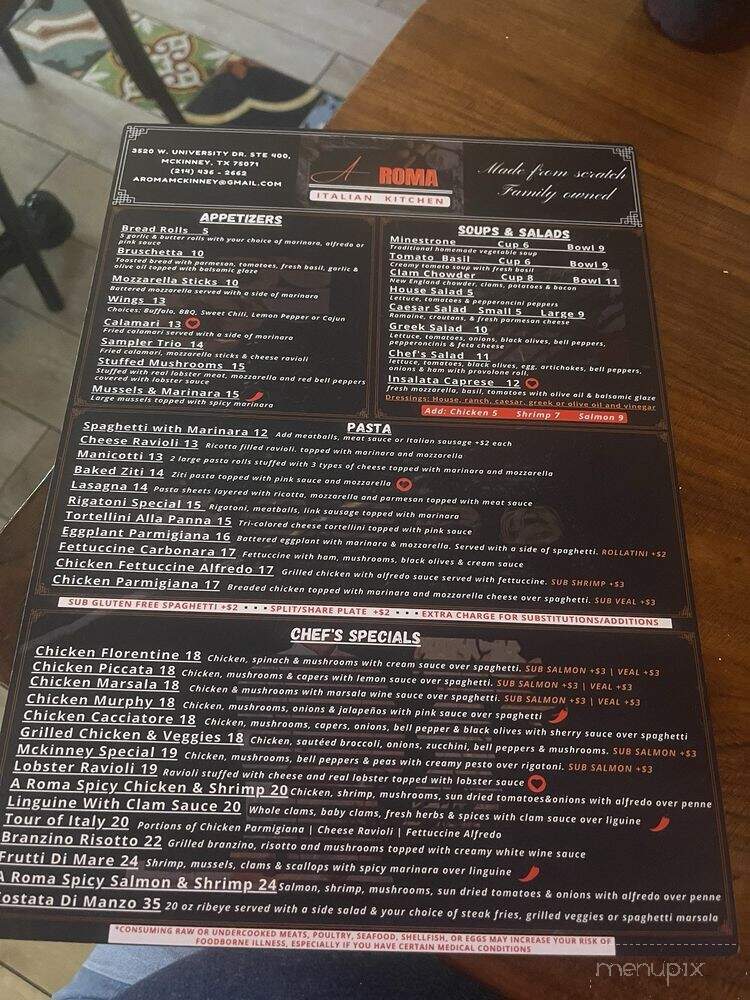 3520 W. UNIVERSITY DR. STE 400,
MCKINNEY, TX 75071
(214) 436 - 2662
AROMAMCKINNEY@GMAIL.COM
A ROMA
ITALIAN KITCHEN
Made from scratch
Family owned
APPETIZERS
Bread Rolls 5
5 garlic & butter rolls with your choice of marinara, alfredo or
pink sauce
Bruschetta 10
Toasted bread with parmesan, tomatoes, fresh basil, garlic &
olive oil topped with balsamic glaze
Mozzarella Sticks 10
Battered mozzarella served with a side of marinara
Wings 13
Choices: Buffalo, BBQ, Sweet Chili, Lemon Pepper or Cajun
Calamari 13
Fried calamari served with a side of marinara
Sampler Trio 14
Fried calamari, mozzarella sticks & cheese ravioli
Stuffed Mushrooms 15
Stuffed with real lobster meat, mozzarella and red bell peppers
covered with lobster sauce
Mussels & Marinara 15
Large mussels topped with spicy marinara
SOUPS & SALADS
Minestrone Cup 6 Bowl 9
Traditional homemade vegetable soup
Tomato Basil Cup 6 Bowl 9
Creamy tomato soup with fresh basil
Clam Chowder Cup 8 Bowl 11
New England chowder, clams, potatoes & bacon
House Salad 5
Lettuce, tomatoes & pepperoncini peppers
Caesar Salad Small 5 Large 9
Romaine, croutons, & fresh parmesan cheese
Greek Salad 10
Lettuce, tomatoes, onions, black olives, bell peppers,
pepperoncinis & feta cheese
Chef's Salad 11
lettuce, tomatoes, black olives, egg, artichokes, bell peppers,
onions & ham with provolone roll.
Insalata Caprese 12
fresh mozzarella, basil, tomatoes with olive oil & balsamic glaze
Dressings: House, ranch, caesar, greek or olive oil and vinegar
Add: Chicken 5 Shrimp 7 Salmon 9
PASTA
Spaghetti with Marinara 12 Add meatballs, meat sauce or Italian sausage +$2 each
Cheese Ravioli 13 Ricotta filled ravioli. topped with marinara and mozzarella
Manicotti 13 2 large pasta rolls stuffed with 3 types of cheese topped with marinara and mozzarella
Baked Ziti 14 Ziti pasta topped with pink sauce and mozzarella
Lasagna 14 Pasta sheets layered with ricotta, mozzarella and parmesan topped with meat sauce
Rigatoni Special 15 Rigatoni, meatballs, link sausage topped with marinara
Tortellini Alla Panna 15 Tri-colored cheese tortellini topped with pink sauce
Eggplant Parmigiana 16 Battered eggplant with marinara & mozzarella. Served with a side of spaghetti. ROLLATINI +$2
Fettuccine Carbonara 17 Fettuccine with ham, mushrooms, black olives & cream sauce
Chicken Fettuccine Alfredo 17 Grilled chicken with alfredo sauce served with fettuccine. SUB SHRIMP +$3
Chicken Parmigiana 17 Breaded chicken topped with marinara and mozzarella cheese over spaghetti. SUB VEAL +$3
SUB GLUTEN FREE SPAGHETTI +$2 • • • SPLIT/SHARE PLATE +$2 • • • EXTRA CHARGE FOR SUBSTITUTIONS/ADDITIONS
CHEF'S SPECIALS
Chicken Florentine 18 Chicken, spinach & mushrooms with cream sauce over spaghetti. SUB SALMON +$3 | VEAL +$3
Chicken Piccata 18 Chicken, mushrooms & capers with lemon sauce over spaghetti. SUB SALMON +$3 | VEAL +$3
Chicken Marsala 18 Chicken & mushrooms with marsala wine sauce over spaghetti. SUB SALMON +$3 | VEAL +$3
Chicken Murphy 18 Chicken, mushrooms, onions & jalapeños with pink sauce over spaghetti
Chicken Cacciatore 18 Chicken, mushrooms, capers, onions, bell pepper & black olives with sherry sauce over spaghetti
Grilled Chicken & Veggies 18 Chicken, sautéed broccoli, onions, zucchini, bell peppers & mushrooms. SUB SALMON +$3
Mckinney Special 19 Chicken, mushrooms, bell peppers & peas with creamy pesto over rigatoni. SUB SALMON +$3
Lobster Ravioli 19 Ravioli stuffed with cheese and real lobster topped with lobster sauce
A Roma Spicy Chicken & Shrimp 20 Chicken, shrimp, mushrooms, sun dried tomatoes&onions with alfredo over penne
Linguine With Clam Sauce 20 Whole clams, baby clams, fresh herbs & spices with clam sauce over liguine
Tour of Italy 20 Portions of Chicken Parmigiana | Cheese Ravioli | Fettuccine Alfredo
Branzino Risotto 22 Grilled branzino, risotto and mushrooms topped with creamy white wine sauce
Frutti Di Mare 24 Shrimp, mussels, clams & scallops with spicy marinara over linguine
A Roma Spicy Salmon & Shrimp 24 Salmon, shrimp, mushrooms, sun dried tomatoes & onions with alfredo over penne
Costata Di Manzo 35 20 oz ribeye served with a side salad & your choice of steak fries, grilled veggies or spaghetti marsala
*CONSUMING RAW OR UNDERCOOKED MEATS, POULTRY, SEAFOOD, SHELLFISH, OR EGGS MAY INCREASE YOUR RISK OF
FOODBORNE ILLNESS, ESPECIALLY IF YOU HAVE CERTAIN MEDICAL CONDITIONS
menupix